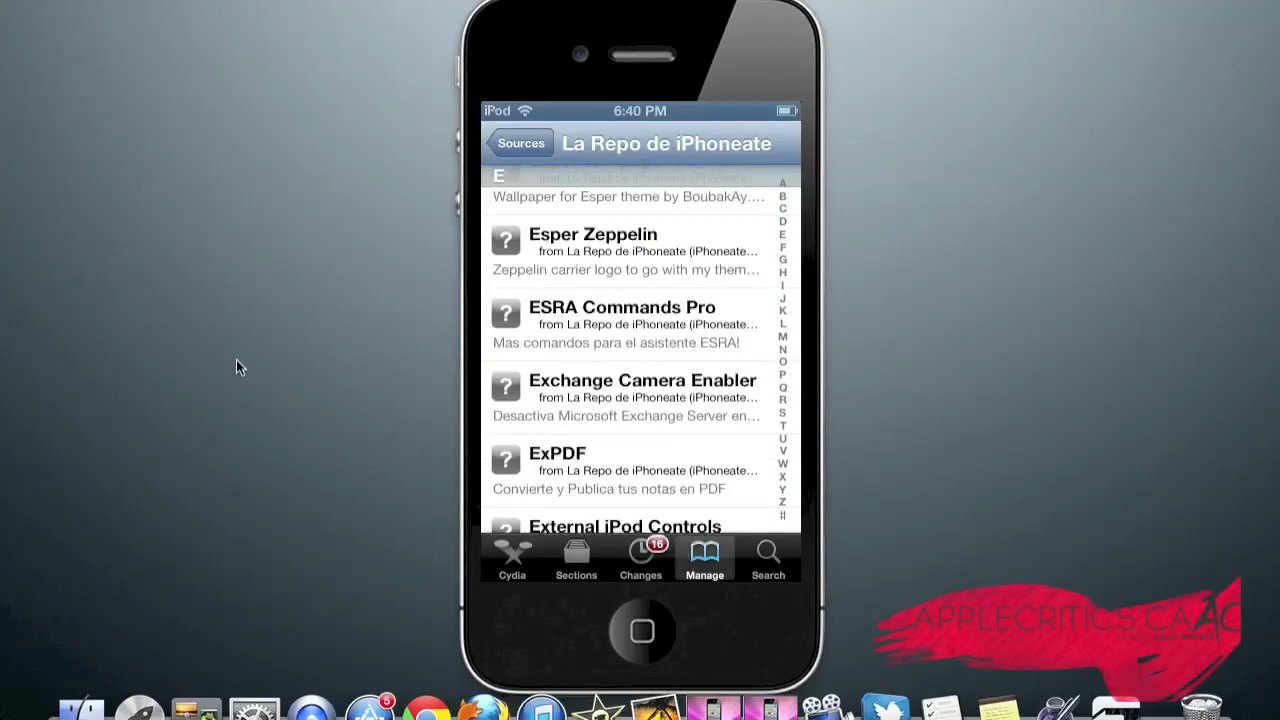 iPod 6:40 PM
Sources La Repo de iPhoneate
E
Wallpaper for Esper theme by BoubakAy....
Esper Zeppelin
from La Repo de iPhoneate (iPhoneate...
Zeppelin carrier logo to go with my them...
ESRA Commands Pro
from La Repo de iPhoneate (iPhoneate...
Mas comandos para el asistente ESRA!
Exchange Camera Enabler
from La Repo de iPhoneate (iPhoneate...
Desactiva Microsoft Exchange Server en...
ExPDF
from La Repo de iPhoneate (iPhoneate...
Convierte y Publica tus notas en PDF
External iPod Controls
A
B
C
D
E
F
G
H
I
J
K
L
M
N
O
P
Q
R
S
T
U
V
W
X
Y
Z
#
16
Cydia Sections Changes Manage Search
APPLECRITICS.CA AC
5